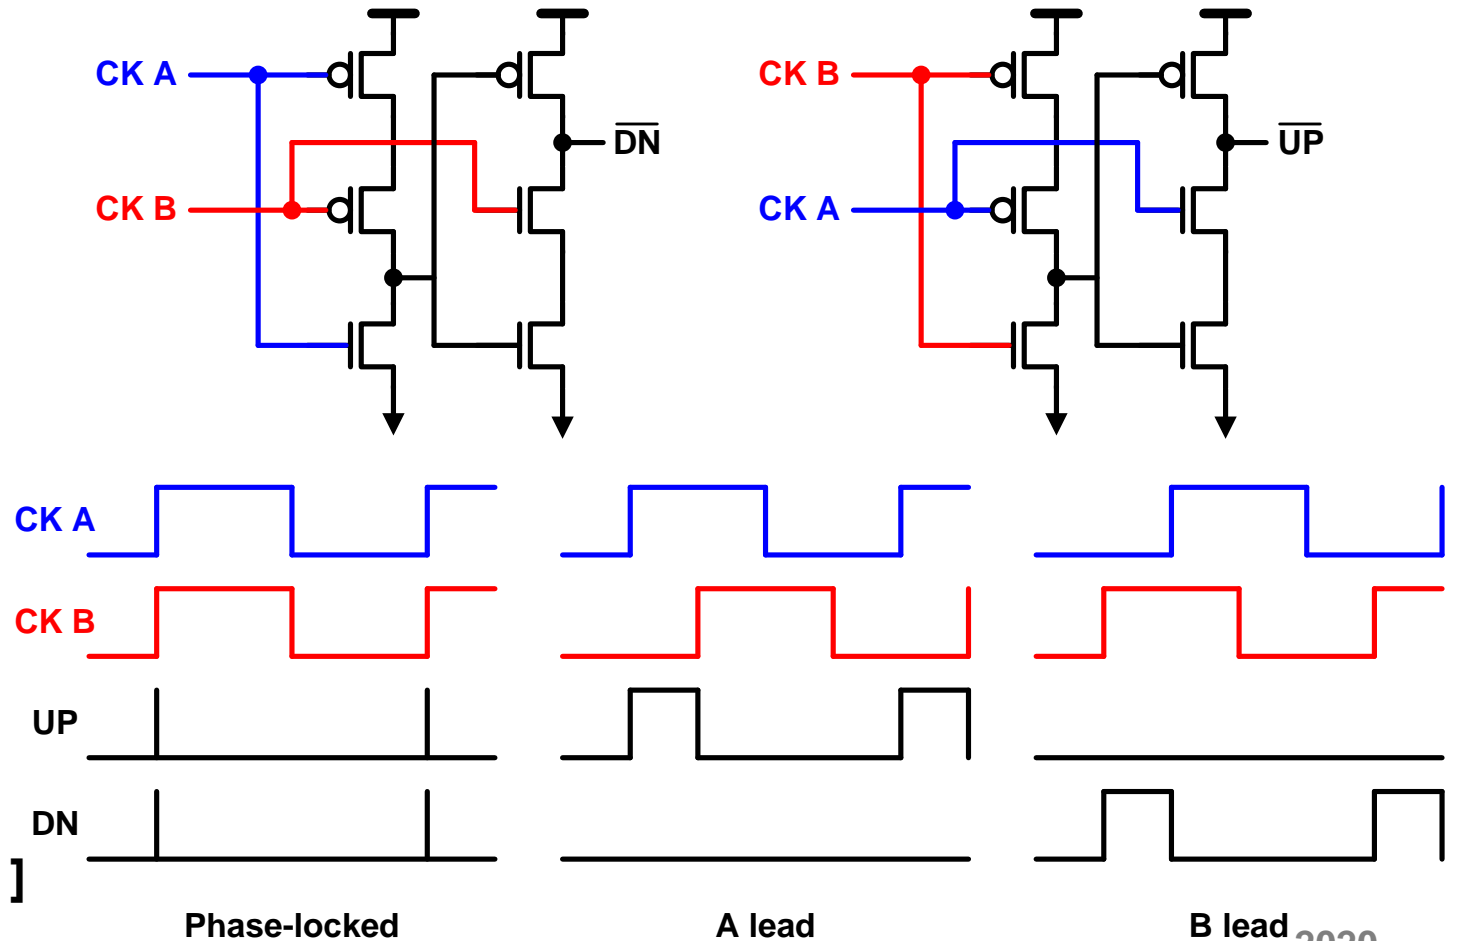 CK A
CK B
DN
CK B
CK A
UP
CK A
CK B
UP
DN
]
Phase-locked
A lead
B lead